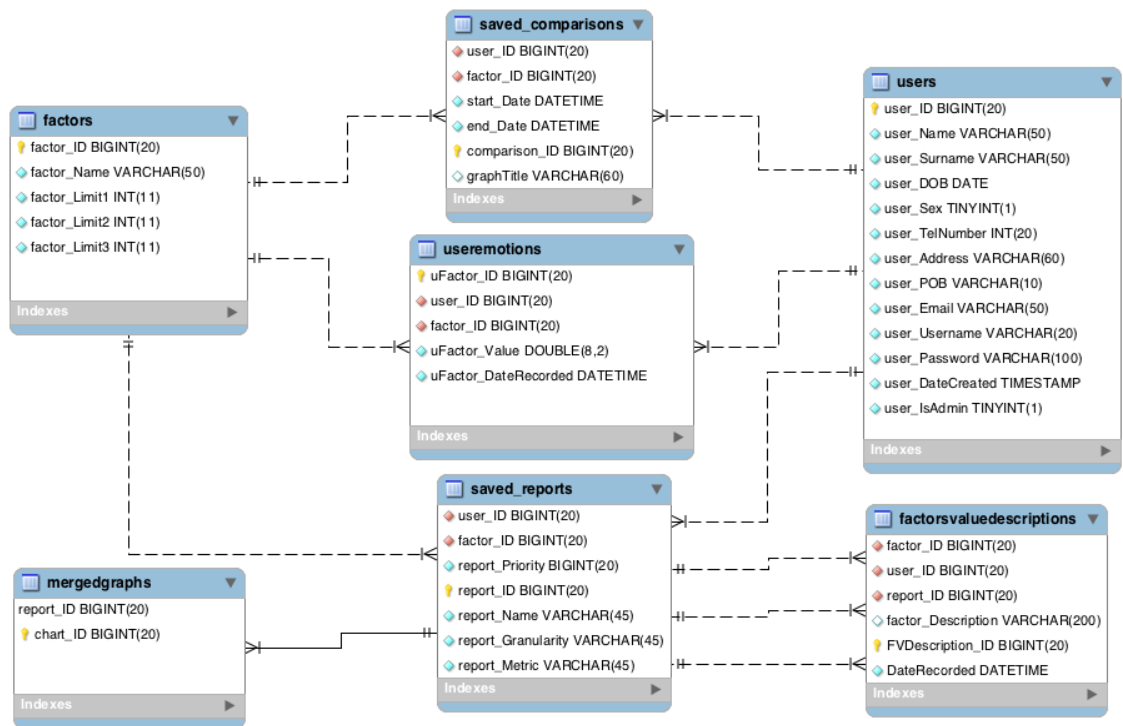 saved_comparisons
user_ID BIGINT(20)
factor_ID BIGINT(20)
start_Date DATETIME
end_Date DATETIME
comparison_ID BIGINT(20)
graphTitle VARCHAR(60)
Indexes
users
user_ID BIGINT(20)
user_Name VARCHAR(50)
user_Surname VARCHAR(50)
user_DOB DATE
user_Sex TINYINT(1)
user_TelNumber INT(20)
user_Address VARCHAR(60)
user_POB VARCHAR(10)
user_Email VARCHAR(50)
user_Username VARCHAR(20)
user_Password VARCHAR(100)
user_DateCreated TIMESTAMP
user_IsAdmin TINYINT(1)
Indexes
factors
factor_ID BIGINT(20)
factor_Name VARCHAR(50)
factor_Limit1 INT(11)
factor_Limit2 INT(11)
factor_Limit3 INT(11)
Indexes
useremotions
uFactor_ID BIGINT(20)
user_ID BIGINT(20)
factor_ID BIGINT(20)
uFactor_Value DOUBLE(8,2)
uFactor_DateRecorded DATETIME
Indexes
saved_reports
user_ID BIGINT(20)
factor_ID BIGINT(20)
report_Priority BIGINT(20)
report_ID BIGINT(20)
report_Name VARCHAR(45)
report_Granularity VARCHAR(45)
report_Metric VARCHAR(45)
Indexes
factorsvaluedescriptions
factor_ID BIGINT(20)
user_ID BIGINT(20)
report_ID BIGINT(20)
factor_Description VARCHAR(200)
FVDescription_ID BIGINT(20)
DateRecorded DATETIME
Indexes
mergedgraphs
report_ID BIGINT(20)
chart_ID BIGINT(20)
Indexes